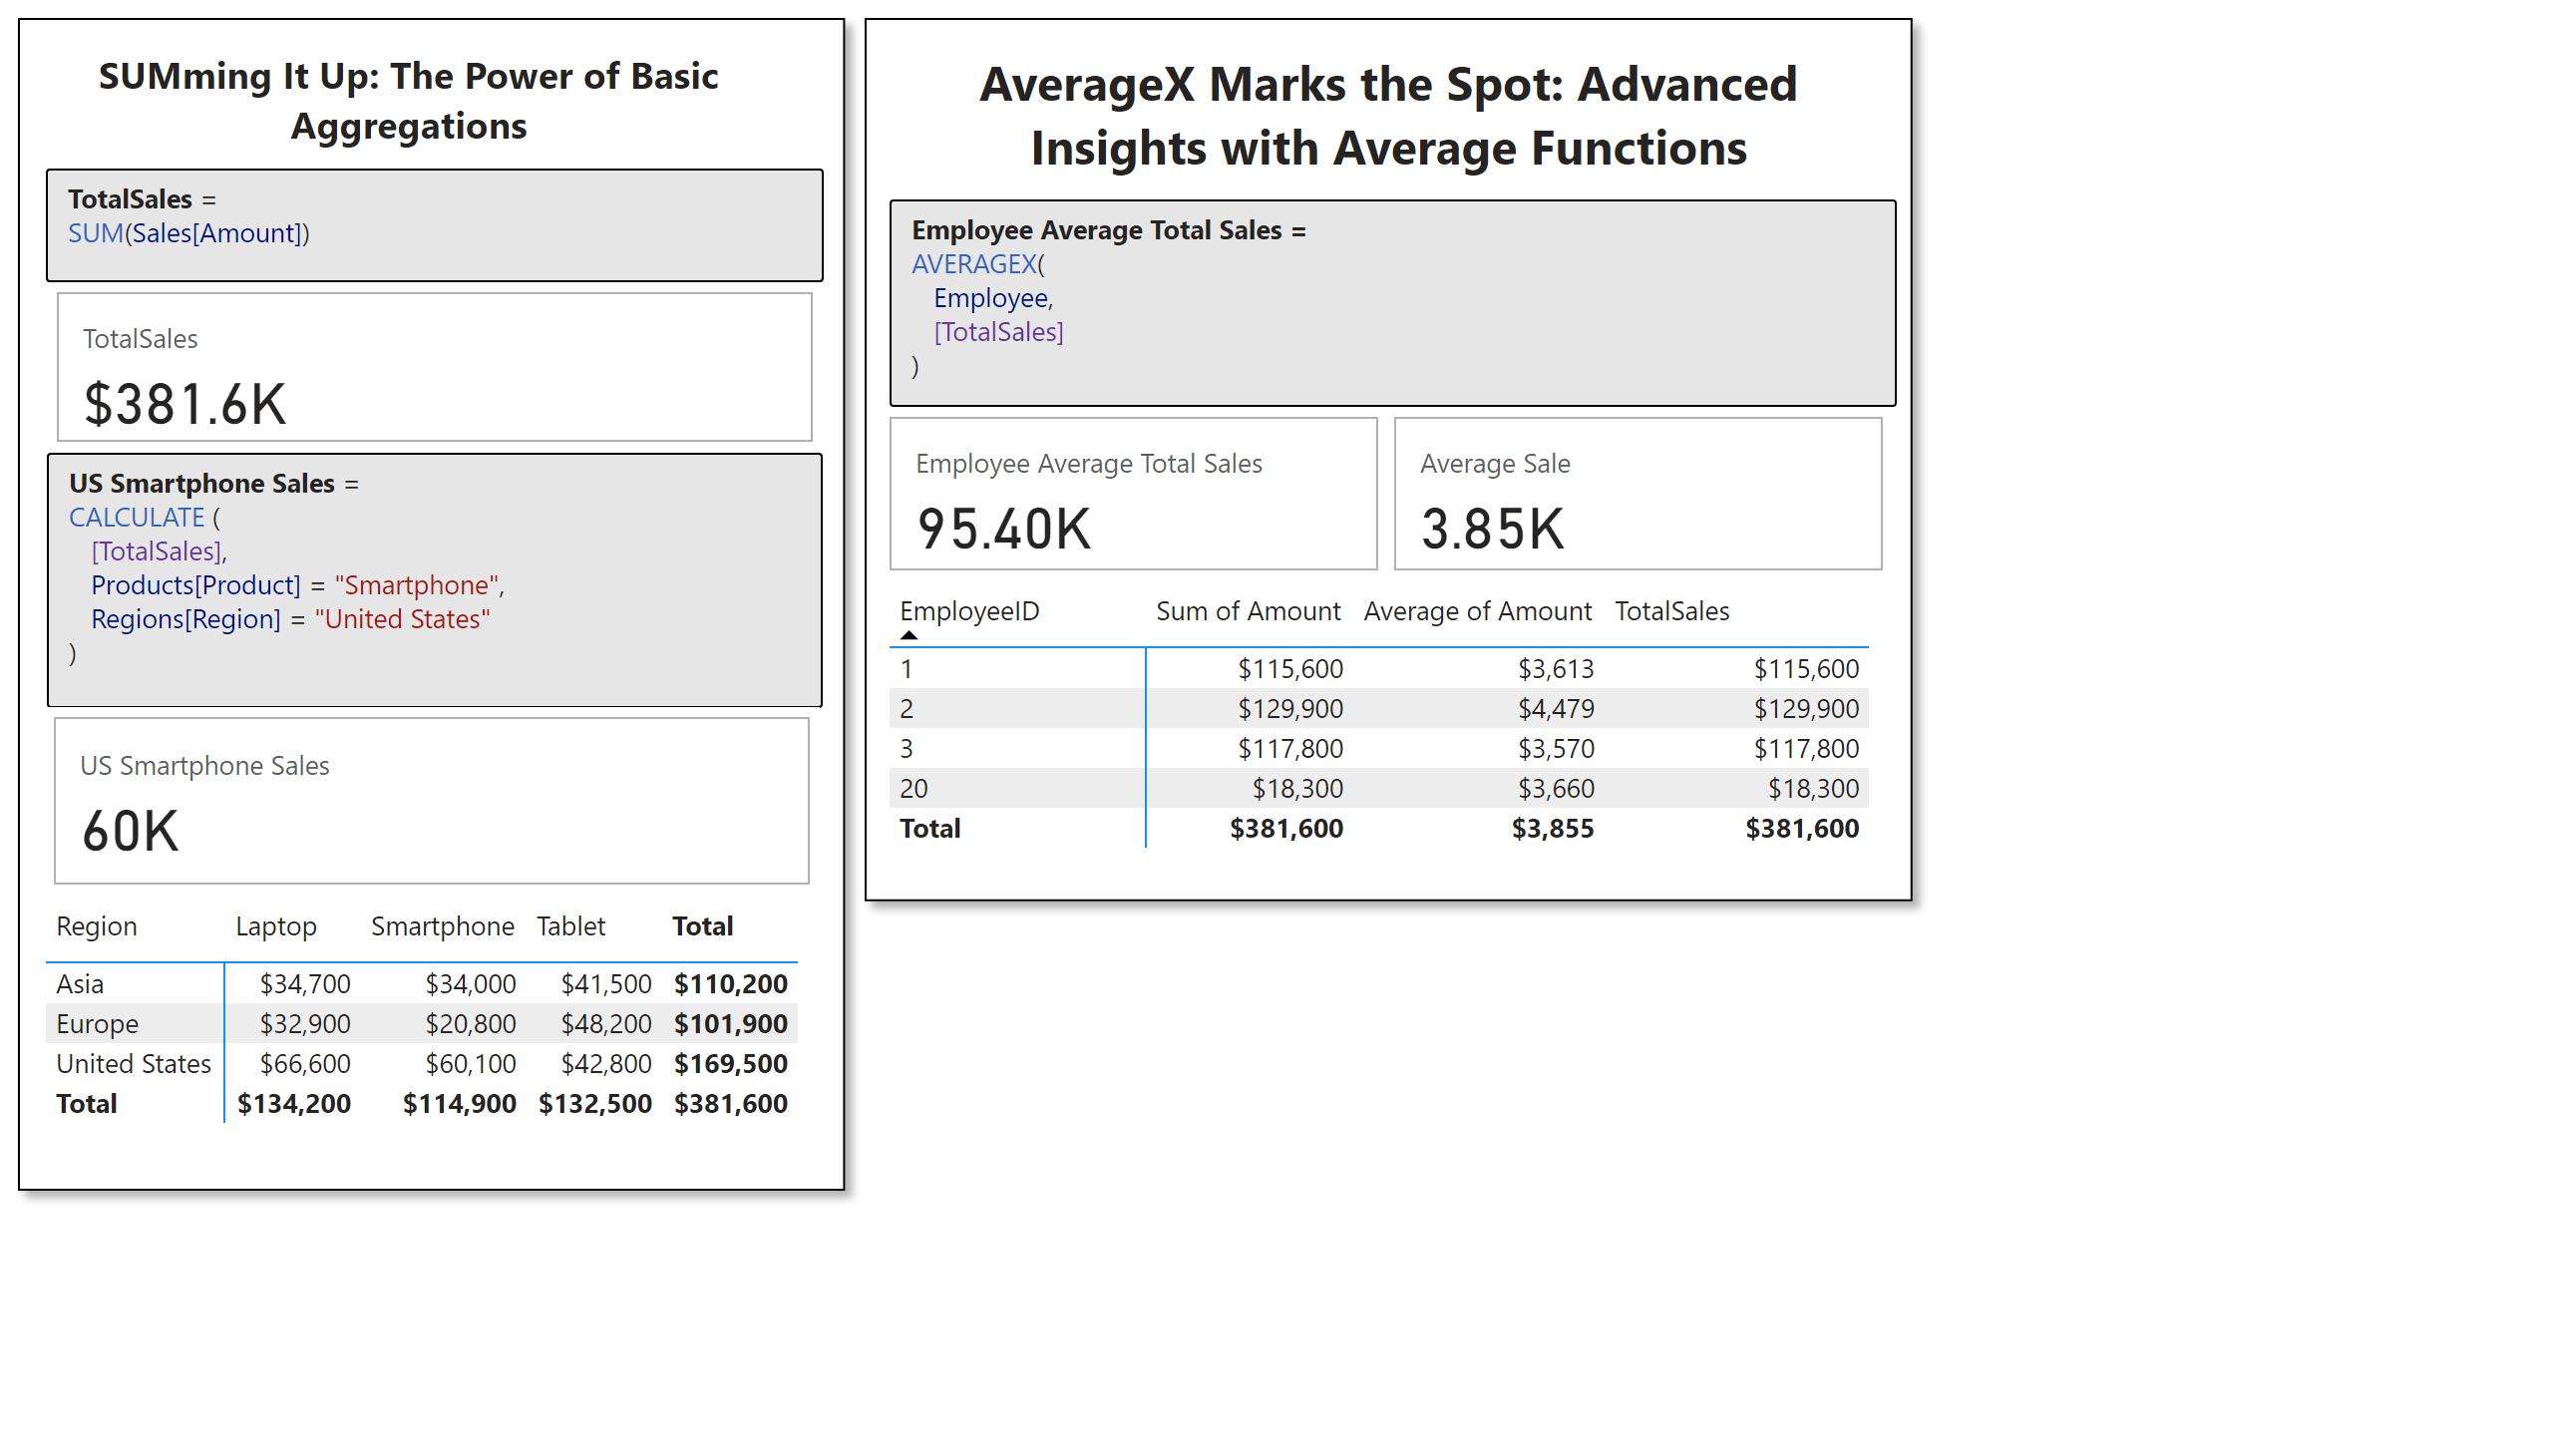 SUMming It Up: The Power of Basic
Aggregations
TotalSales =
SUM(Sales[Amount])
TotalSales
$381.6K
US Smartphone Sales =
CALCULATE (
[TotalSales],
Products[Product] = "Smartphone",
Regions[Region] = "United States"
)
US Smartphone Sales
60K
Region Laptop Smartphone Tablet Total
Asia $34,700 $34,000 $41,500 $110,200
Europe $32,900 $20,800 $48,200 $101,900
United States $66,600 $60,100 $42,800 $169,500
Total $134,200 $114,900 $132,500 $381,600
AverageX Marks the Spot: Advanced
Insights with Average Functions
Employee Average Total Sales =
AVERAGEX(
Employee,
[TotalSales]
)
Employee Average Total Sales
95.40K
Average Sale
3.85K
EmployeeID Sum of Amount Average of Amount TotalSales
1 $115,600 $3,613 $115,600
2 $129,900 $4,479 $129,900
3 $117,800 $3,570 $117,800
20 $18,300 $3,660 $18,300
Total $381,600 $3,855 $381,600